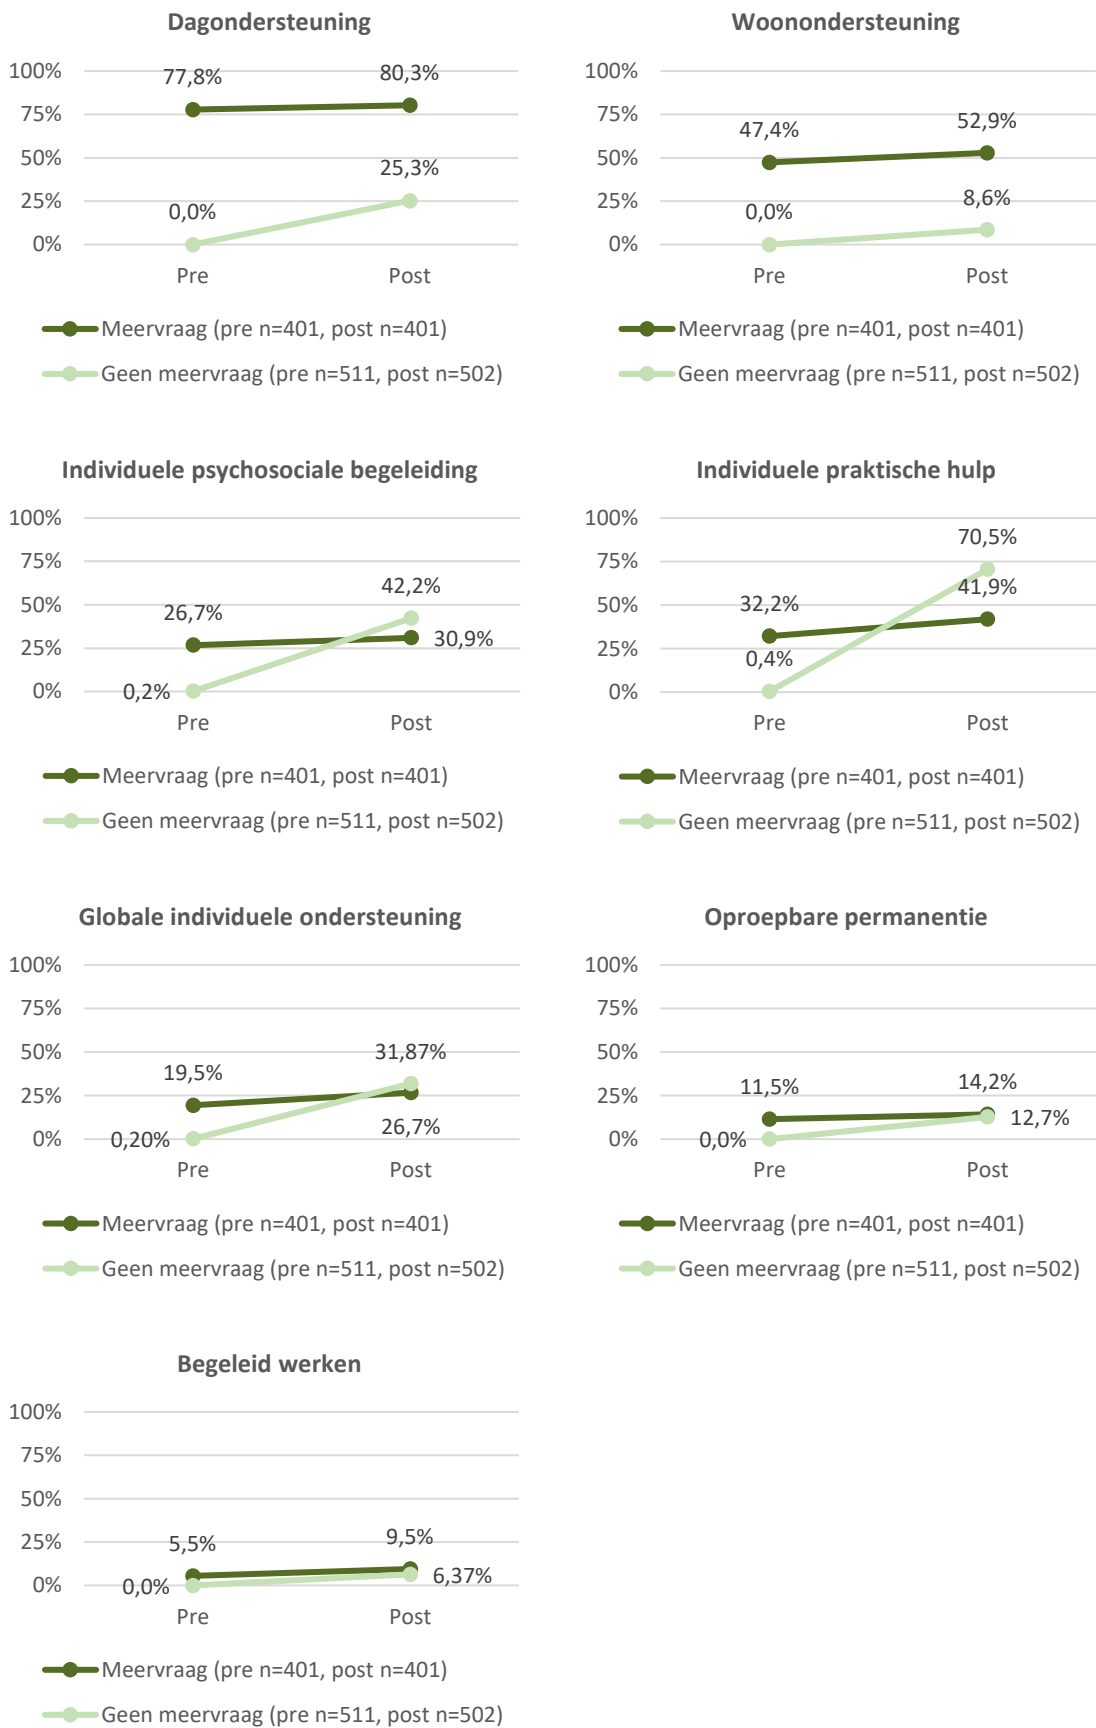 Dagondersteuning
100%
75%
50%
25%
0%
77,8%
80,3%
25,3%
0,0%
Pre
Post
Meervraag (pre n=401, post n=401)
Geen meervraag (pre n=511, post n=502)
Woonondersteuning
100%
75%
50%
25%
0%
47,4%
52,9%
0,0%
8,6%
Pre
Post
Meervraag (pre n=401, post n=401)
Geen meervraag (pre n=511, post n=502)
Individuele psychosociale begeleiding
100%
75%
50%
25%
0%
26,7%
42,2%
30,9%
0,2%
Pre
Post
Meervraag (pre n=401, post n=401)
Geen meervraag (pre n=511, post n=502)
Individuele praktische hulp
100%
75%
50%
25%
0%
70,5%
32,2%
41,9%
0,4%
Pre
Post
Meervraag (pre n=401, post n=401)
Geen meervraag (pre n=511, post n=502)
Globale individuele ondersteuning
100%
75%
50%
25%
0%
19,5%
31,87%
26,7%
0,20%
Pre
Post
Meervraag (pre n=401, post n=401)
Geen meervraag (pre n=511, post n=502)
Oproepbare permanentie
100%
75%
50%
25%
0%
11,5%
14,2%
12,7%
0,0%
Pre
Post
Meervraag (pre n=401, post n=401)
Geen meervraag (pre n=511, post n=502)
Begeleid werken
100%
75%
50%
25%
0%
5,5%
9,5%
6,37%
0,0%
Pre
Post
Meervraag (pre n=401, post n=401)
Geen meervraag (pre n=511, post n=502)